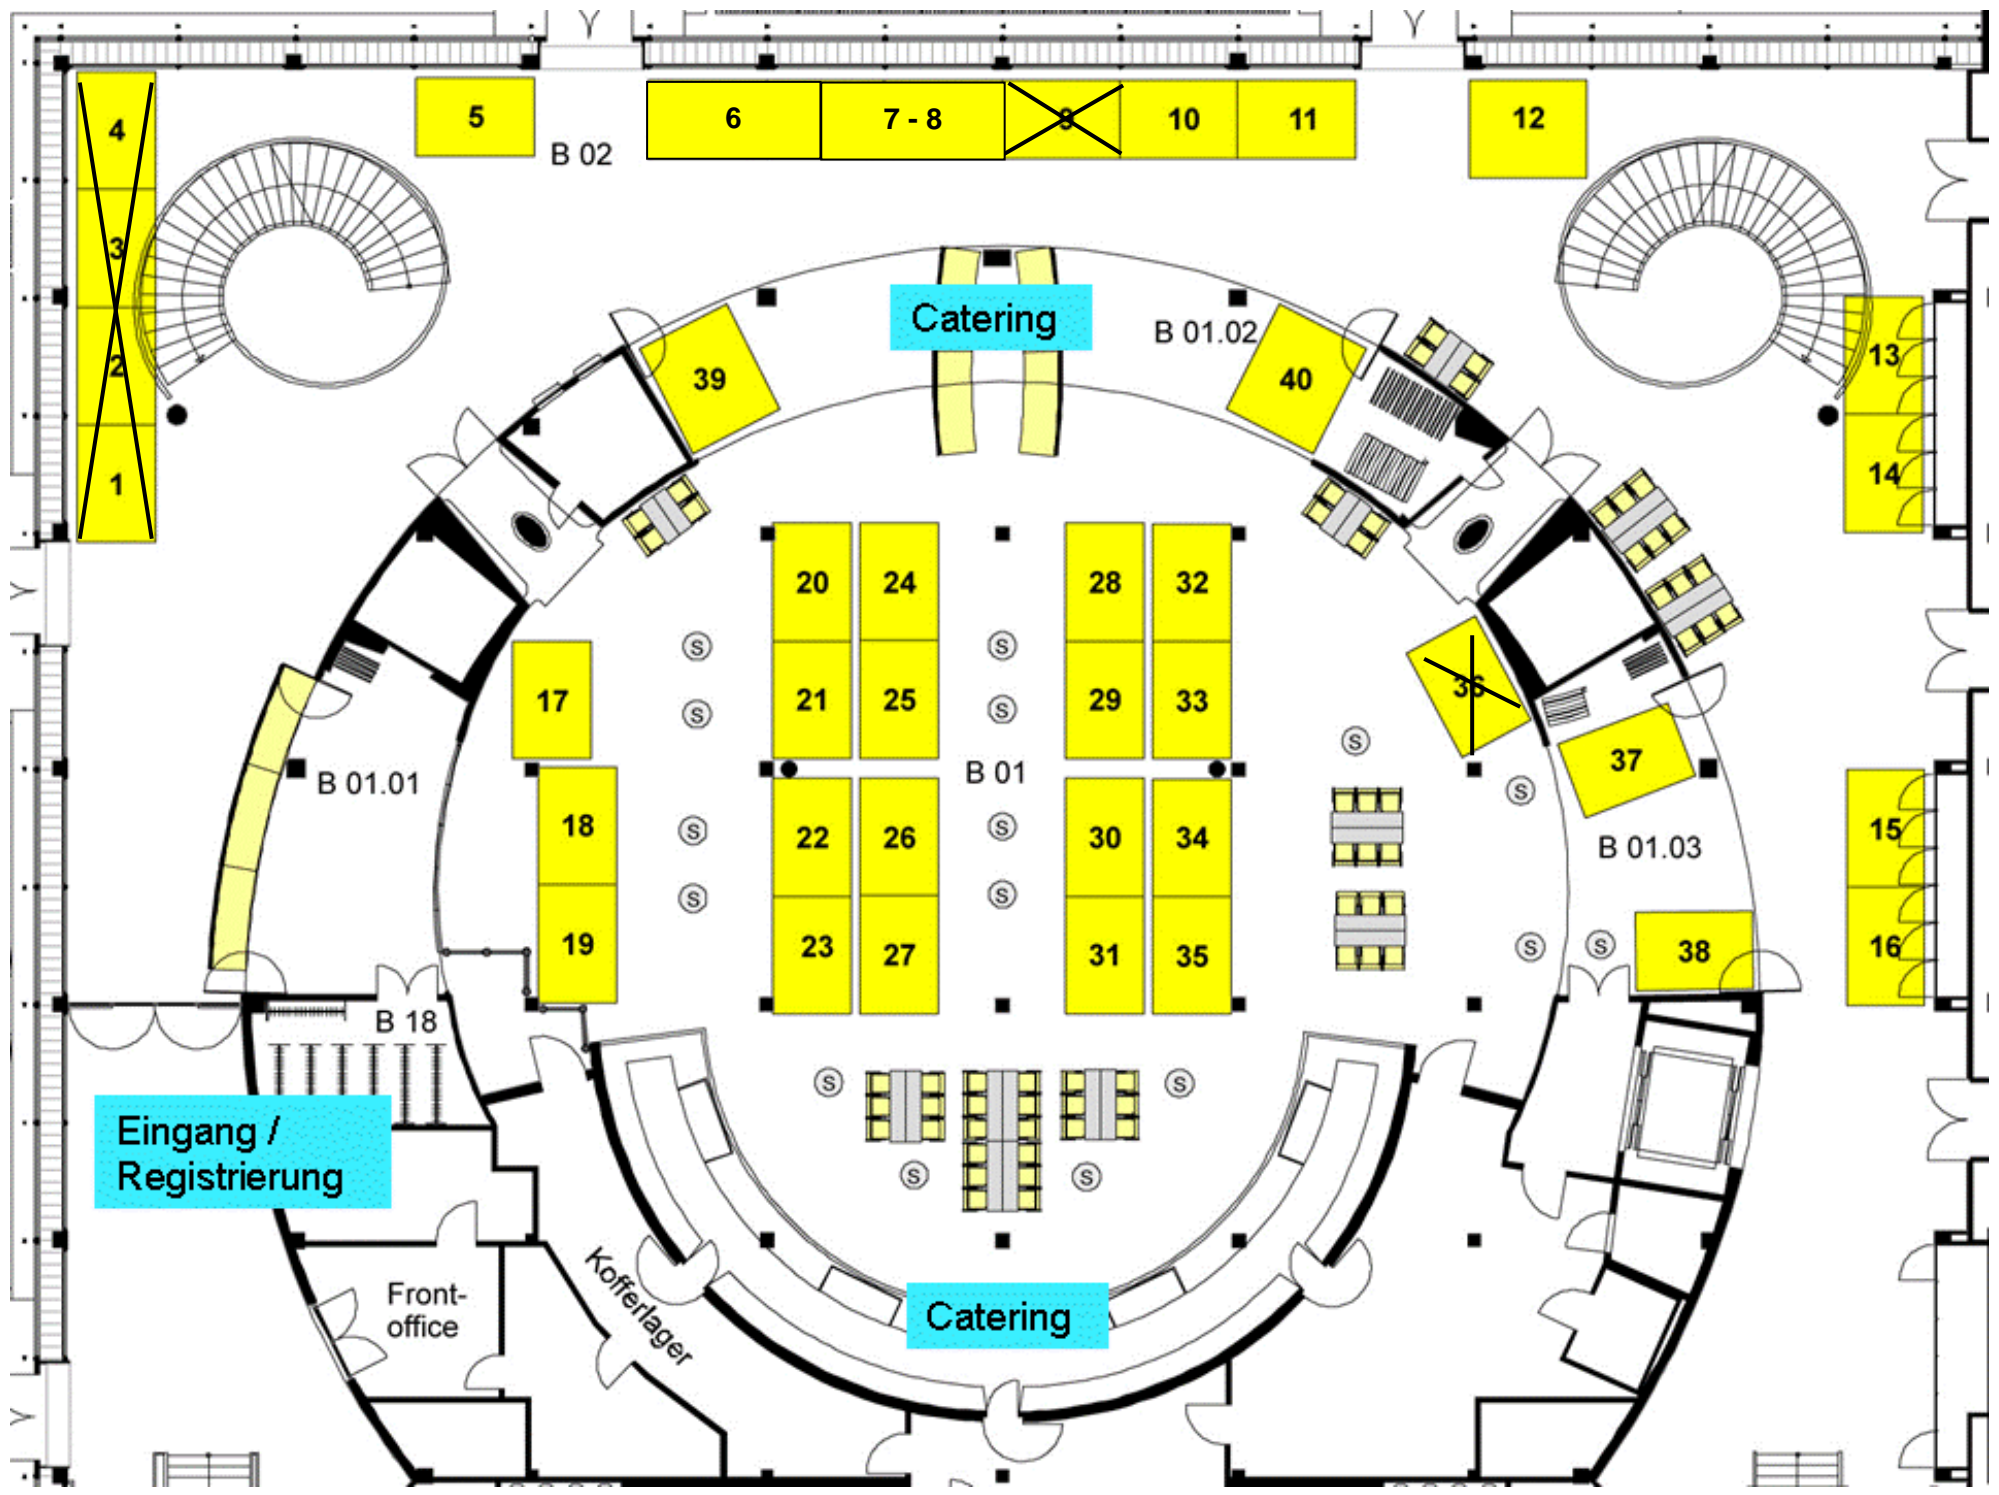 4
5
6
7 - 8
9
10
11
12
B 02
3
2
1
Catering
B 01.02
39
40
13
14
20
24
28
32
17
21
25
29
33
36
37
S
S
S
S
S
B 01
B 01.01
18
22
26
30
34
S
B 01.03
15
S
S
S
S
19
23
27
31
35
S
S
38
16
B 18
S
S
Eingang /
Registrierung
S
S
Front-
office
Kofferlager
Catering